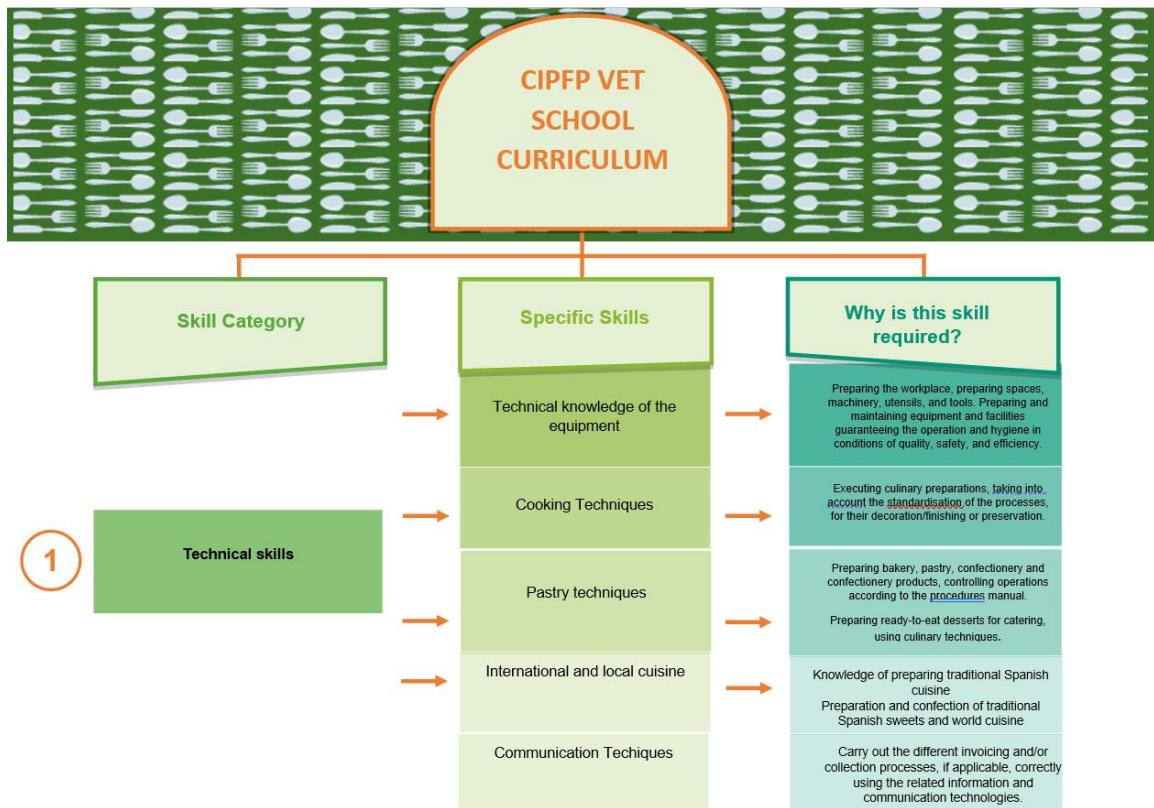 CIPFP VET
SCHOOL
CURRICULUM
Skill Category
Specific Skills
Why is this skill
required?
1
Technical skills
Technical knowledge of the
equipment
Preparing the workplace, preparing spaces,
machinery, utensils, and tools. Preparing and
maintaining equipment and facilities
guaranteeing the operation and hygiene in
conditions of quality, safety, and efficiency.
Cooking Techniques
Executing culinary preparations, taking into
account the standardisation of the processes,
for their decoration/finishing or preservation.
Pastry techniques
Preparing bakery, pastry, confectionery and
confectionery products, controlling operations
according to the procedures manual.
Preparing ready-to-eat desserts for catering,
using culinary techniques.
International and local cuisine
Knowledge of preparing traditional Spanish
cuisine
Preparation and confection of traditional
Spanish sweets and world cuisine
Communication Techiques
Carry out the different invoicing and/or
collection processes, if applicable, correctly
using the related information and
communication technologies.